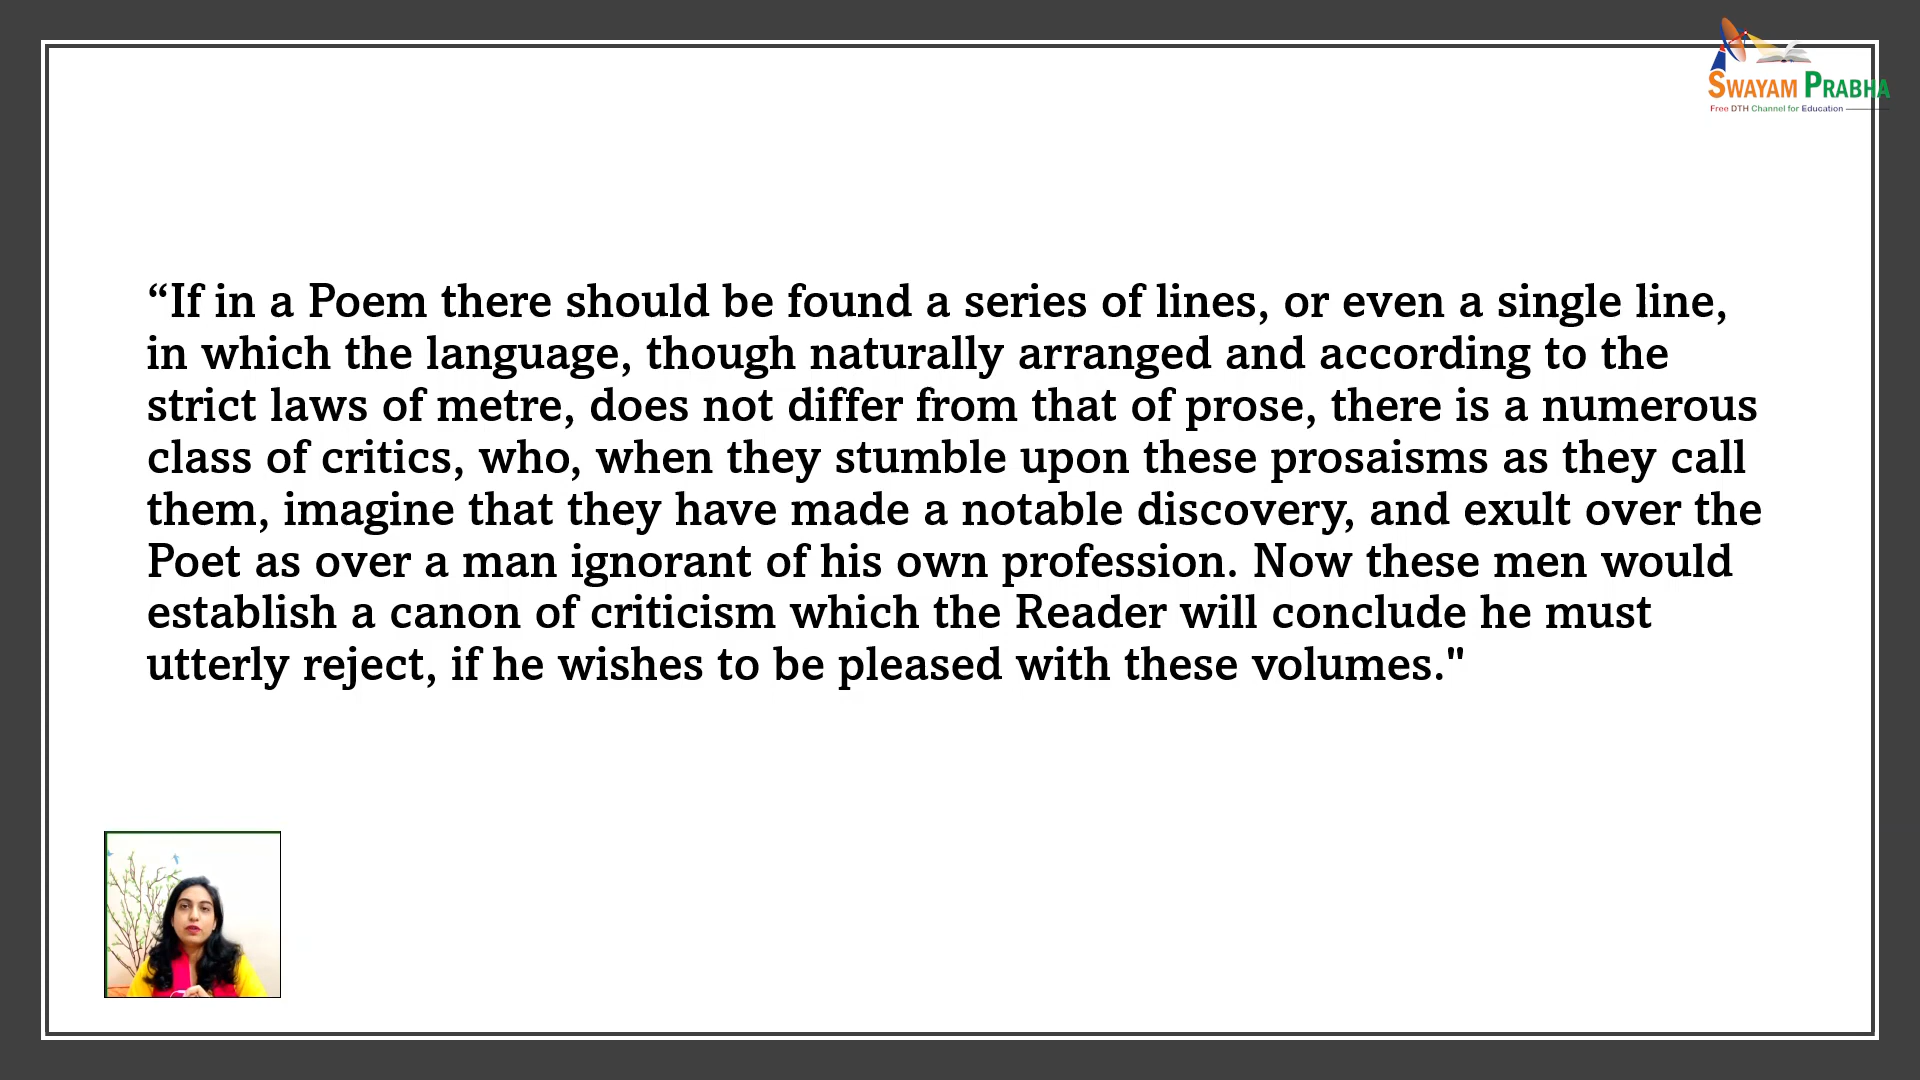 SWAYAM PRABHA
Free DTH Channel for Education
“If in a Poem there should be found a series of lines, or even a single line,
in which the language, though naturally arranged and according to the
strict laws of metre, does not differ from that of prose, there is a numerous
class of critics, who, when they stumble upon these prosaisms as they call
them, imagine that they have made a notable discovery, and exult over the
Poet as over a man ignorant of his own profession. Now these men would
establish a canon of criticism which the Reader will conclude he must
utterly reject, if he wishes to be pleased with these volumes."